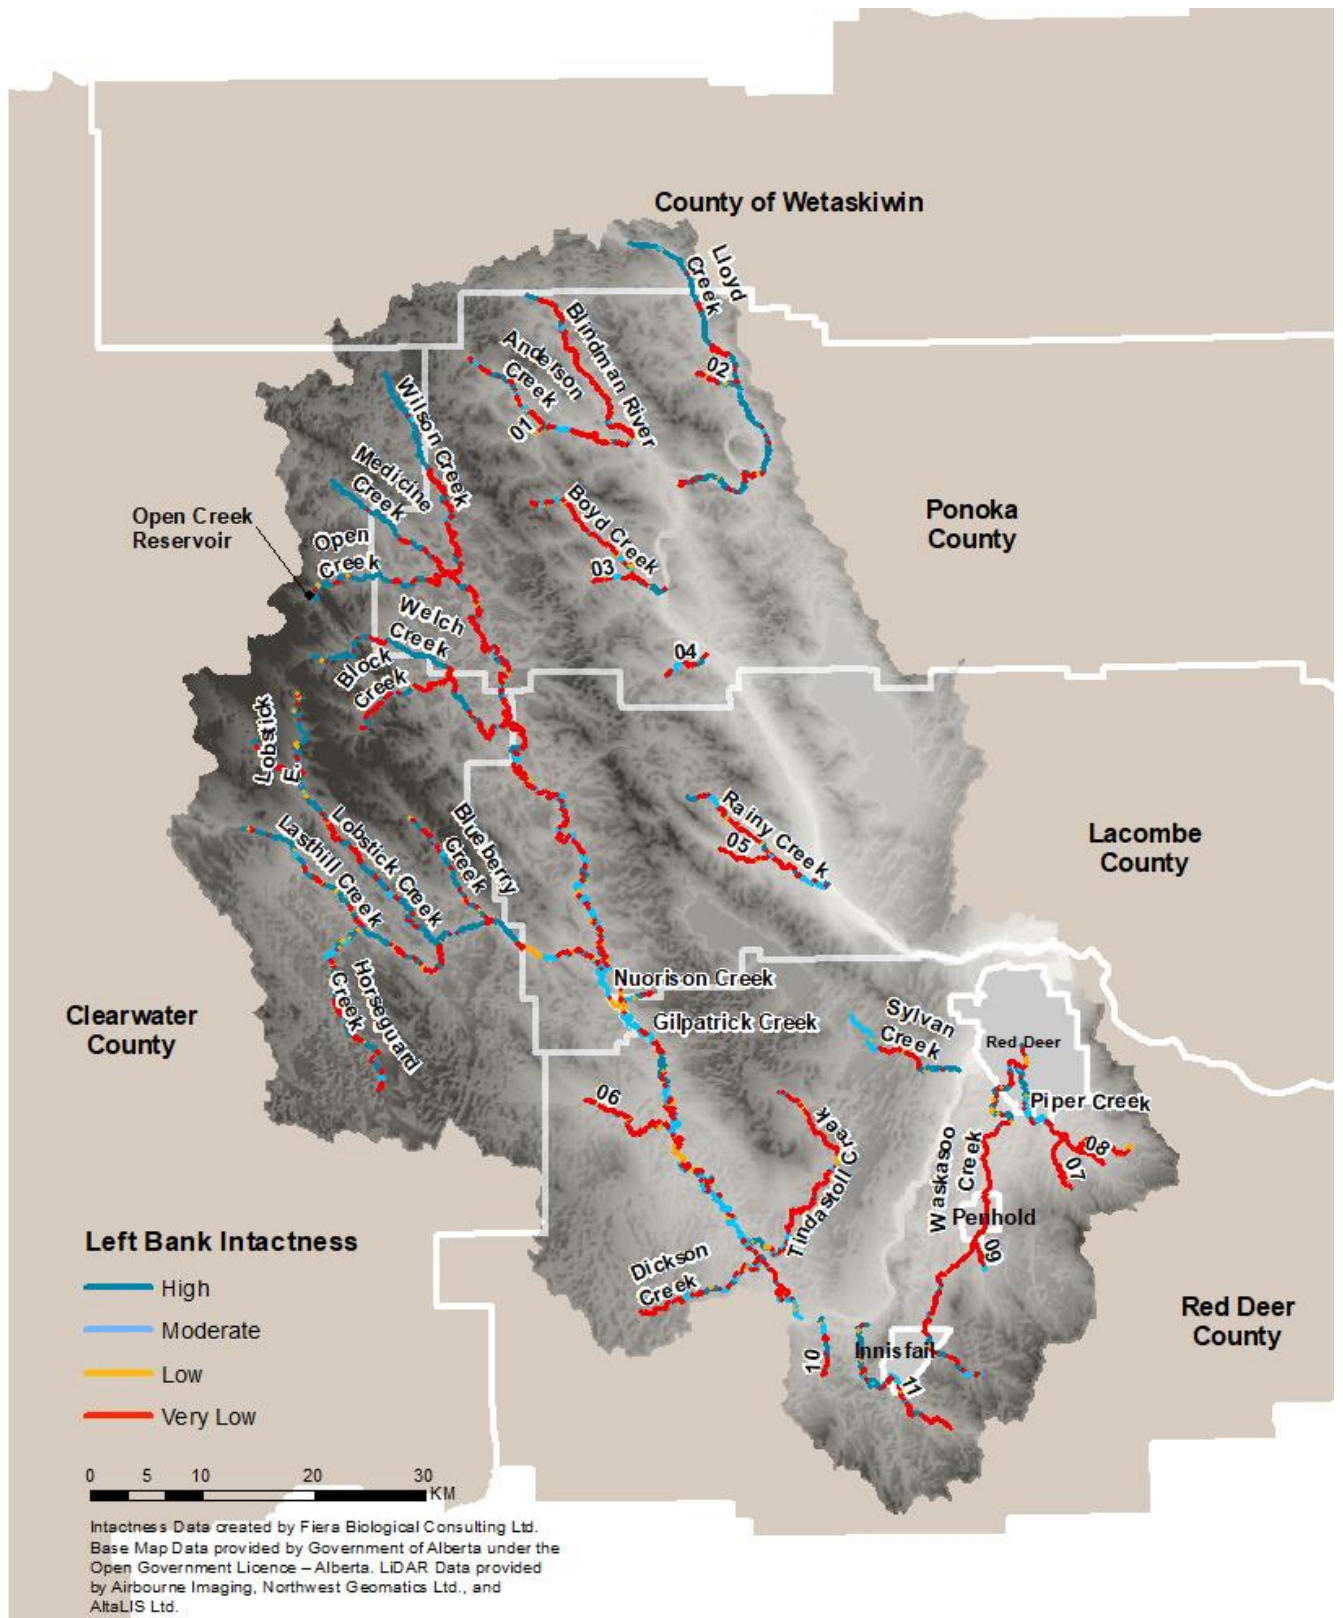 County of Wetaskiwin
Lloyd
Creek
Blindman River
Anderson
Creek
02
01
Wilson Creek
Medicine
Creek
Open Creek
Reservoir
Open
Creek
Boyd Creek
03
Ponoka
County
Welch
Creek
Block
Creek
04
Lobstick
E.
Lobstick Creek
Lasthill Creek
Blueberry
Creek
Rainy Creek
05
Lacombe
County
Horseguard
Creek
Nuorison Creek
Gilpatrick Creek
Clearwater
County
Sylvan
Creek
Red Deer
Piper Creek
06
Tindastoll Creek
Waskasoo
Creek
08
07
Penhold
09
Dickson
Creek
Red Deer
County
10
Innisfail
11
Left Bank Intactness
High
Moderate
Low
Very Low
0 5 10 20 30
KM
Intactness Data created by Fiera Biological Consulting Ltd.
Base Map Data provided by Government of Alberta under the
Open Government Licence – Alberta. LiDAR Data provided
by Airbourne Imaging, Northwest Geomatics Ltd., and
AltaLIS Ltd.